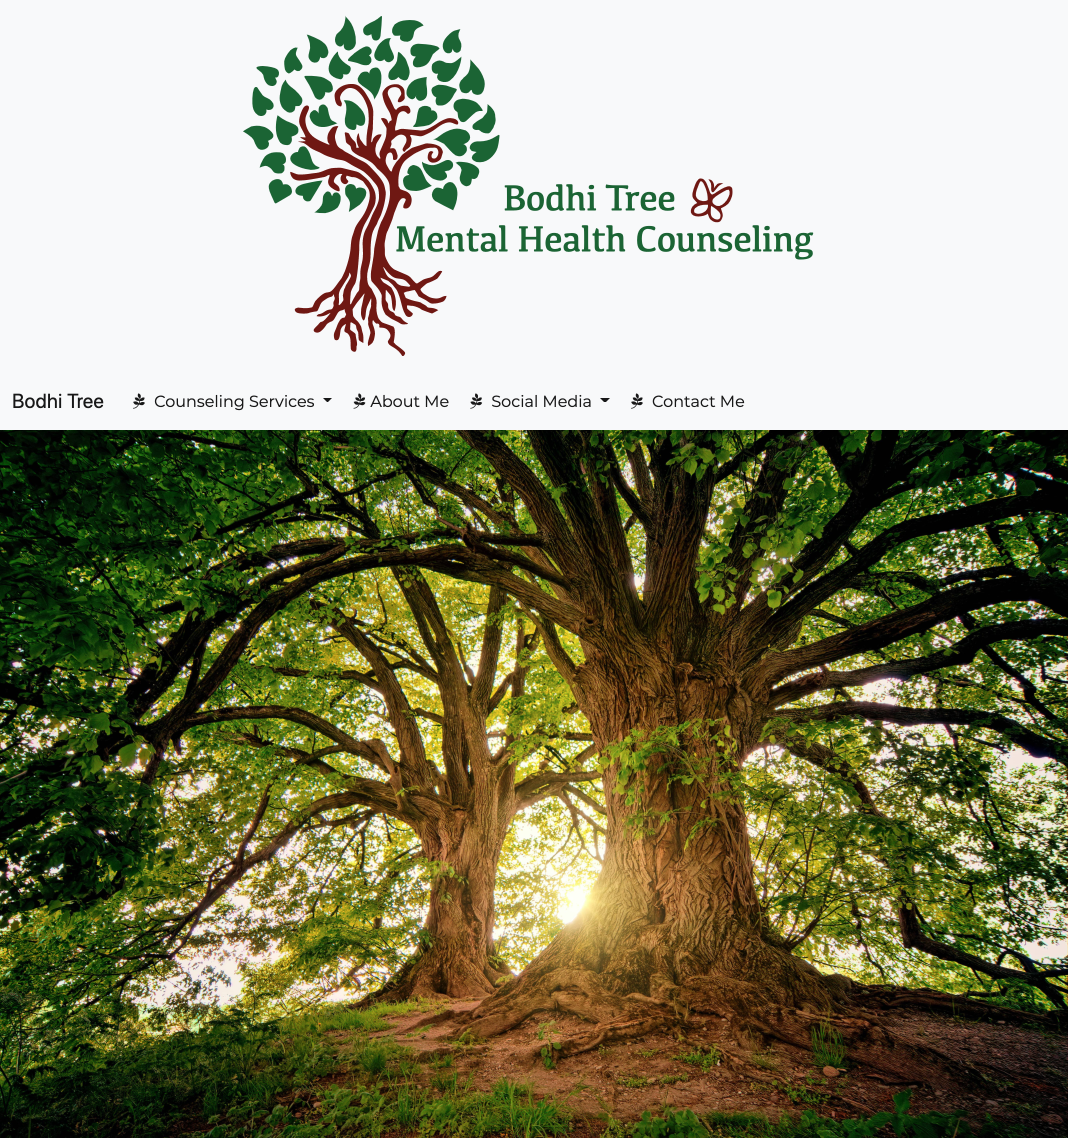 Bodhi Tree
Mental Health Counseling
Bodhi Tree Counseling Services About Me Social Media Contact Me